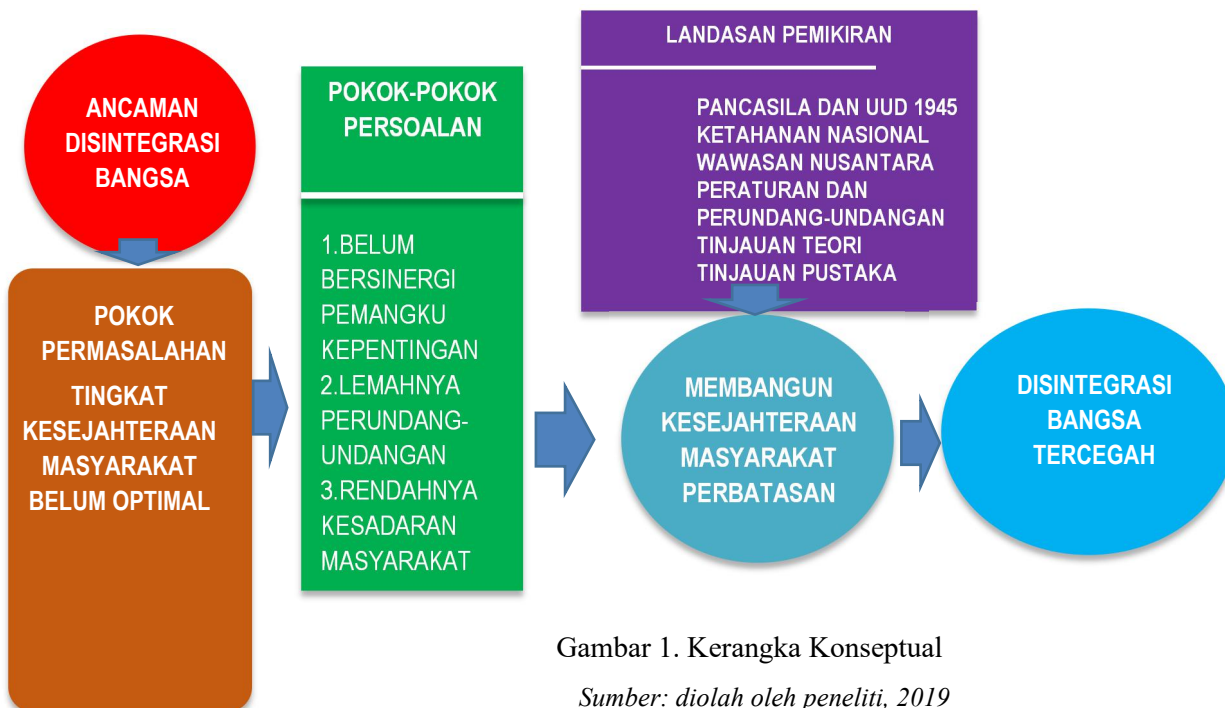 ANCAMAN
DISINTEGRASI
BANGSA
POKOK
PERMASALAHAN
TINGKAT
KESEJAHTERAAN
MASYARAKAT
BELUM OPTIMAL
POKOK-POKOK
PERSOALAN
1.BELUM
BERSINERGI
PEMANGKU
KEPENTINGAN
2.LEMAHNYA
PERUNDANG-
UNDANGAN
3.RENDAHNYA
KESADARAN
MASYARAKAT
LANDASAN PEMIKIRAN
PANCASILA DAN UUD 1945
KETAHANAN NASIONAL
WAWASAN NUSANTARA
PERATURAN DAN
PERUNDANG-UNDANGAN
TINJAUAN TEORI
TINJAUAN PUSTAKA
MEMBANGUN
KESEJAHTERAAN
MASYARAKAT
PERBATASAN
DISINTEGRASI
BANGSA
TERCEGAH
Gambar 1. Kerangka Konseptual
Sumber: diolah oleh peneliti, 2019